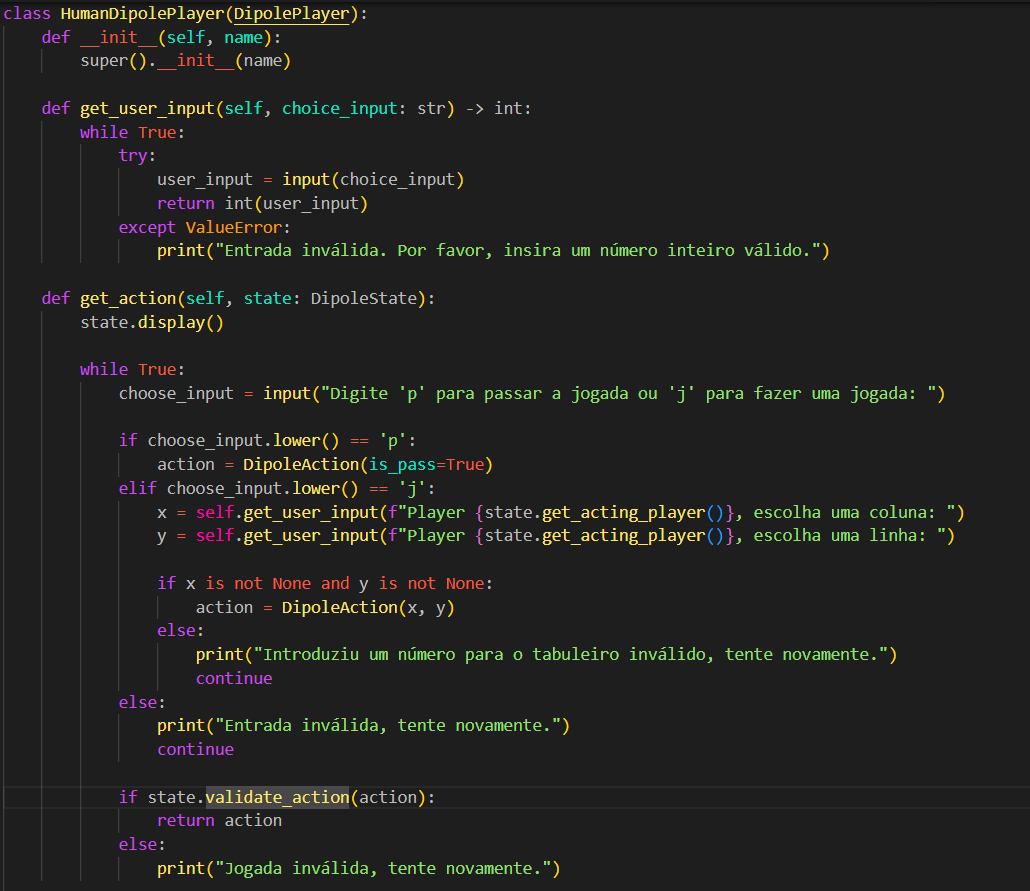 class HumanDipolePlayer(DipolePlayer):
    def __init__(self, name):
        super().__init__(name)

    def get_user_input(self, choice_input: str) -> int:
        while True:
            try:
                user_input = input(choice_input)
                return int(user_input)
            except ValueError:
                print("Entrada inválida. Por favor, insira um número inteiro válido.")

    def get_action(self, state: DipoleState):
        state.display()

        while True:
            choose_input = input("Digite 'p' para passar a jogada ou 'j' para fazer uma jogada: ")

            if choose_input.lower() == 'p':
                action = DipoleAction(is_pass=True)
            elif choose_input.lower() == 'j':
                x = self.get_user_input(f"Player {state.get_acting_player()}, escolha uma coluna: ")
                y = self.get_user_input(f"Player {state.get_acting_player()}, escolha uma linha: ")

                if x is not None and y is not None:
                    action = DipoleAction(x, y)
                else:
                    print("Introduziu um número para o tabuleiro inválido, tente novamente.")
                    continue
            else:
                print("Entrada inválida, tente novamente.")
                continue

            if state.validate_action(action):
                return action
            else:
                print("Jogada inválida, tente novamente.")